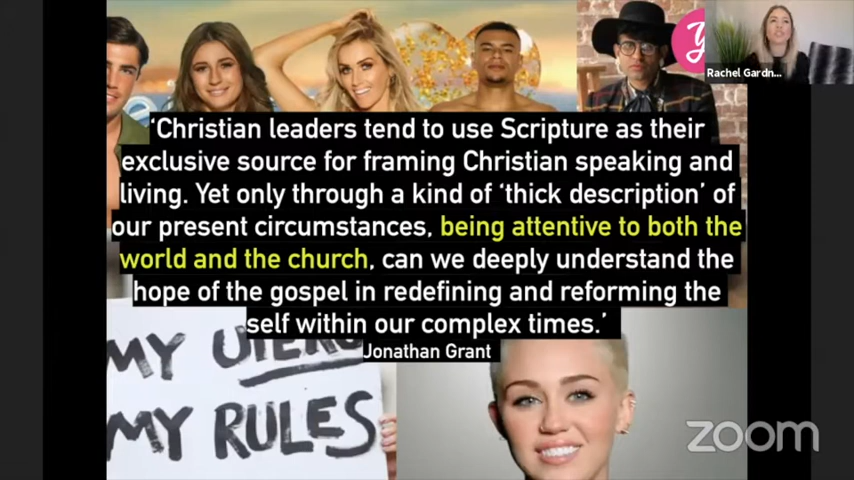 Rachel Gardn...
‘Christian leaders tend to use Scripture as their
exclusive source for framing Christian speaking and
living. Yet only through a kind of ‘thick description’ of
our present circumstances, being attentive to both the
world and the church, can we deeply understand the
hope of the gospel in redefining and reforming the
self within our complex times.’
Jonathan Grant
MY
MY RULES
zoom